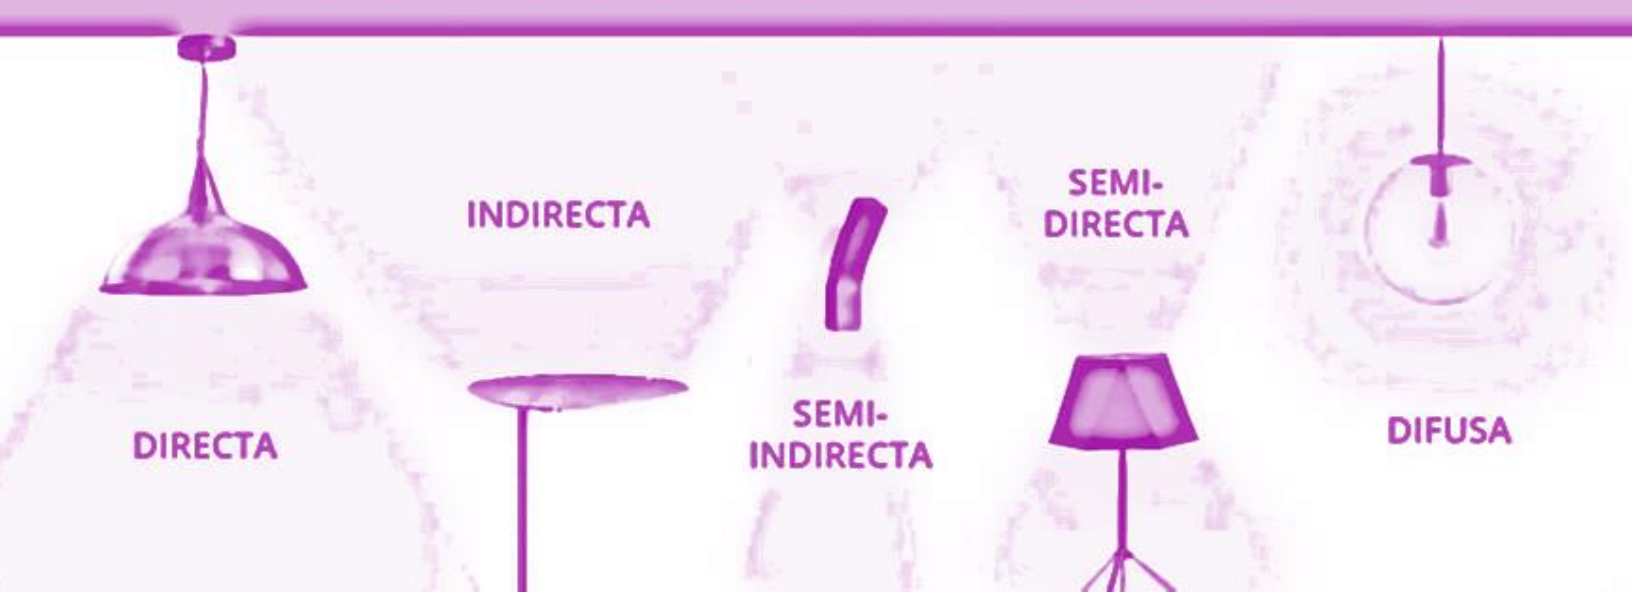 DIRECTA
INDIRECTA
SEMI-
INDIRECTA
SEMI-
DIRECTA
DIFUSA